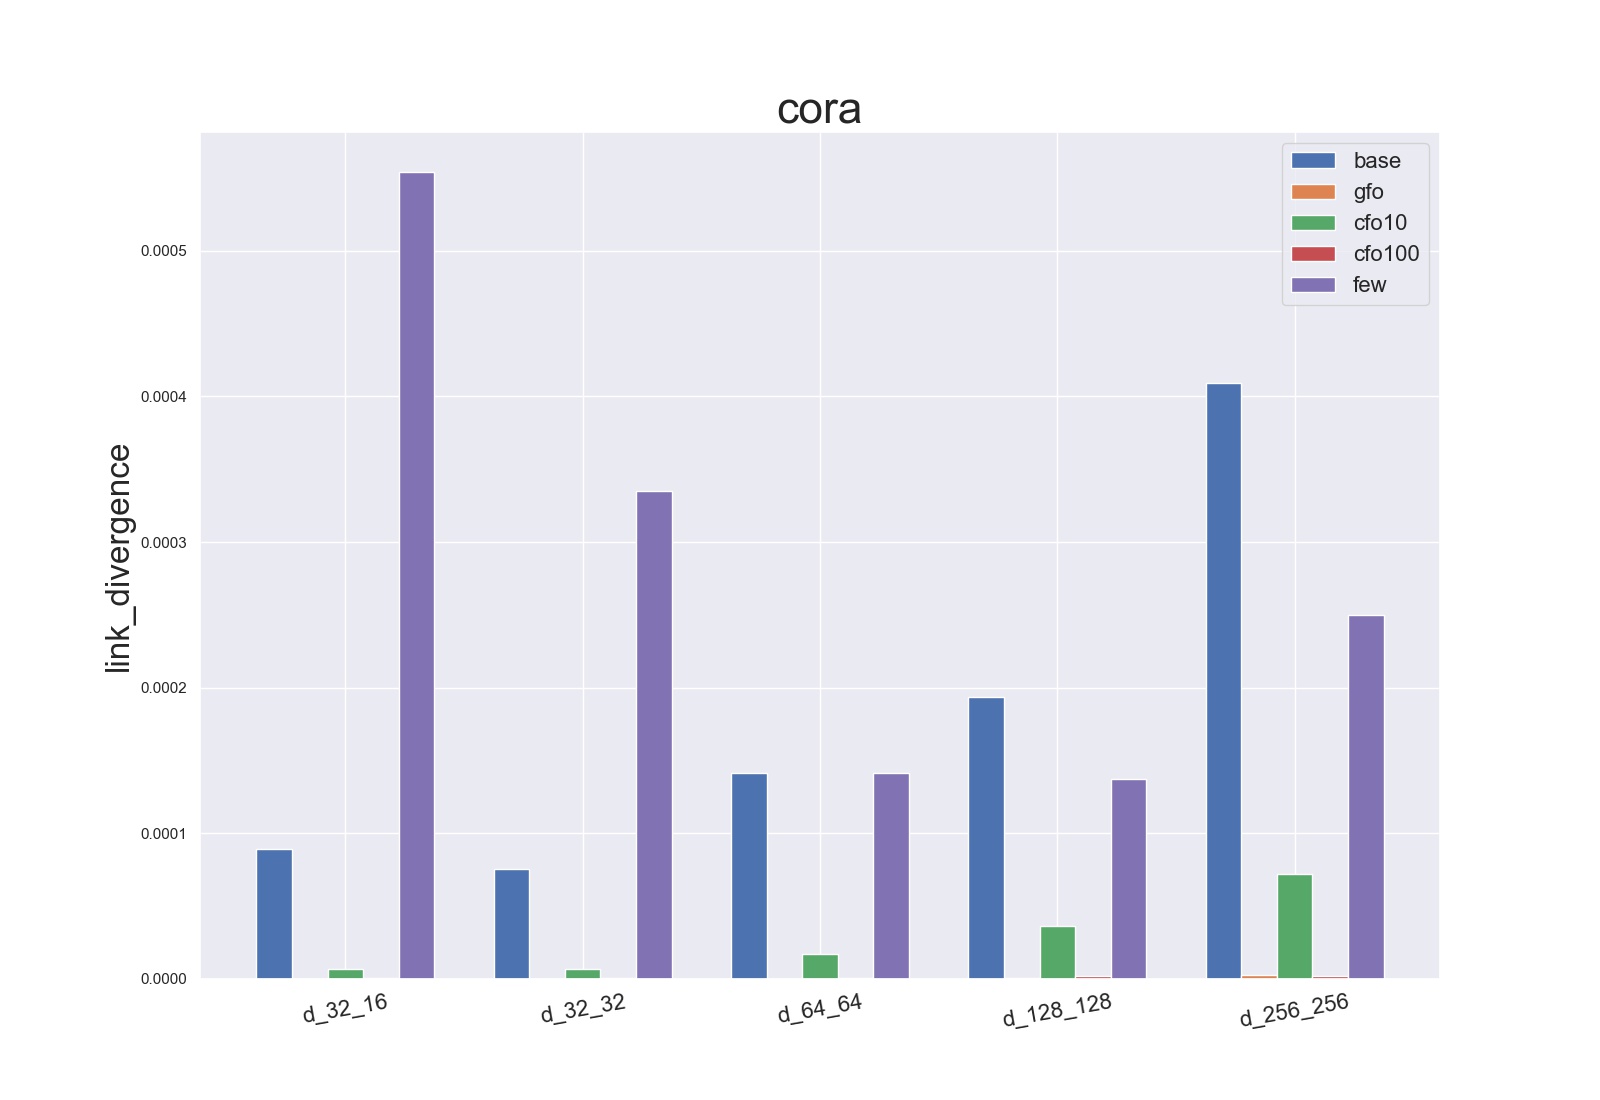 cora
base
gfo
cfo10
cfo100
few
link_divergence
0.0005
0.0004
0.0003
0.0002
0.0001
0.0000
d_32_16
d_32_32
d_64_64
d_128_128
d_256_256